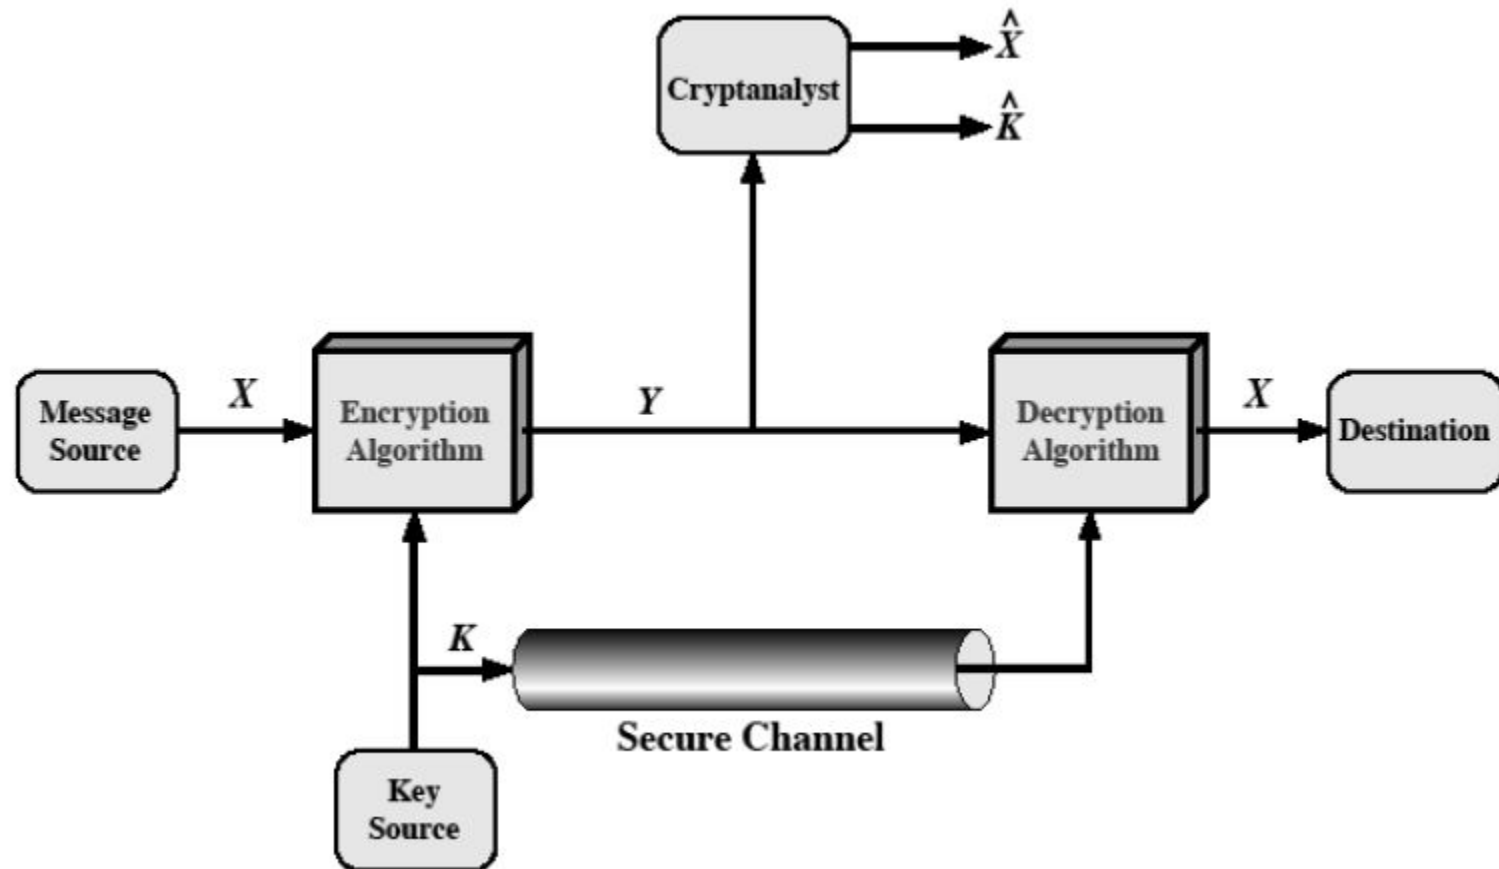 X̂
Cryptanalyst
K̂
X
Y
X
Message
Source
Encryption
Algorithm
Decryption
Algorithm
Destination
K
Secure Channel
Key
Source